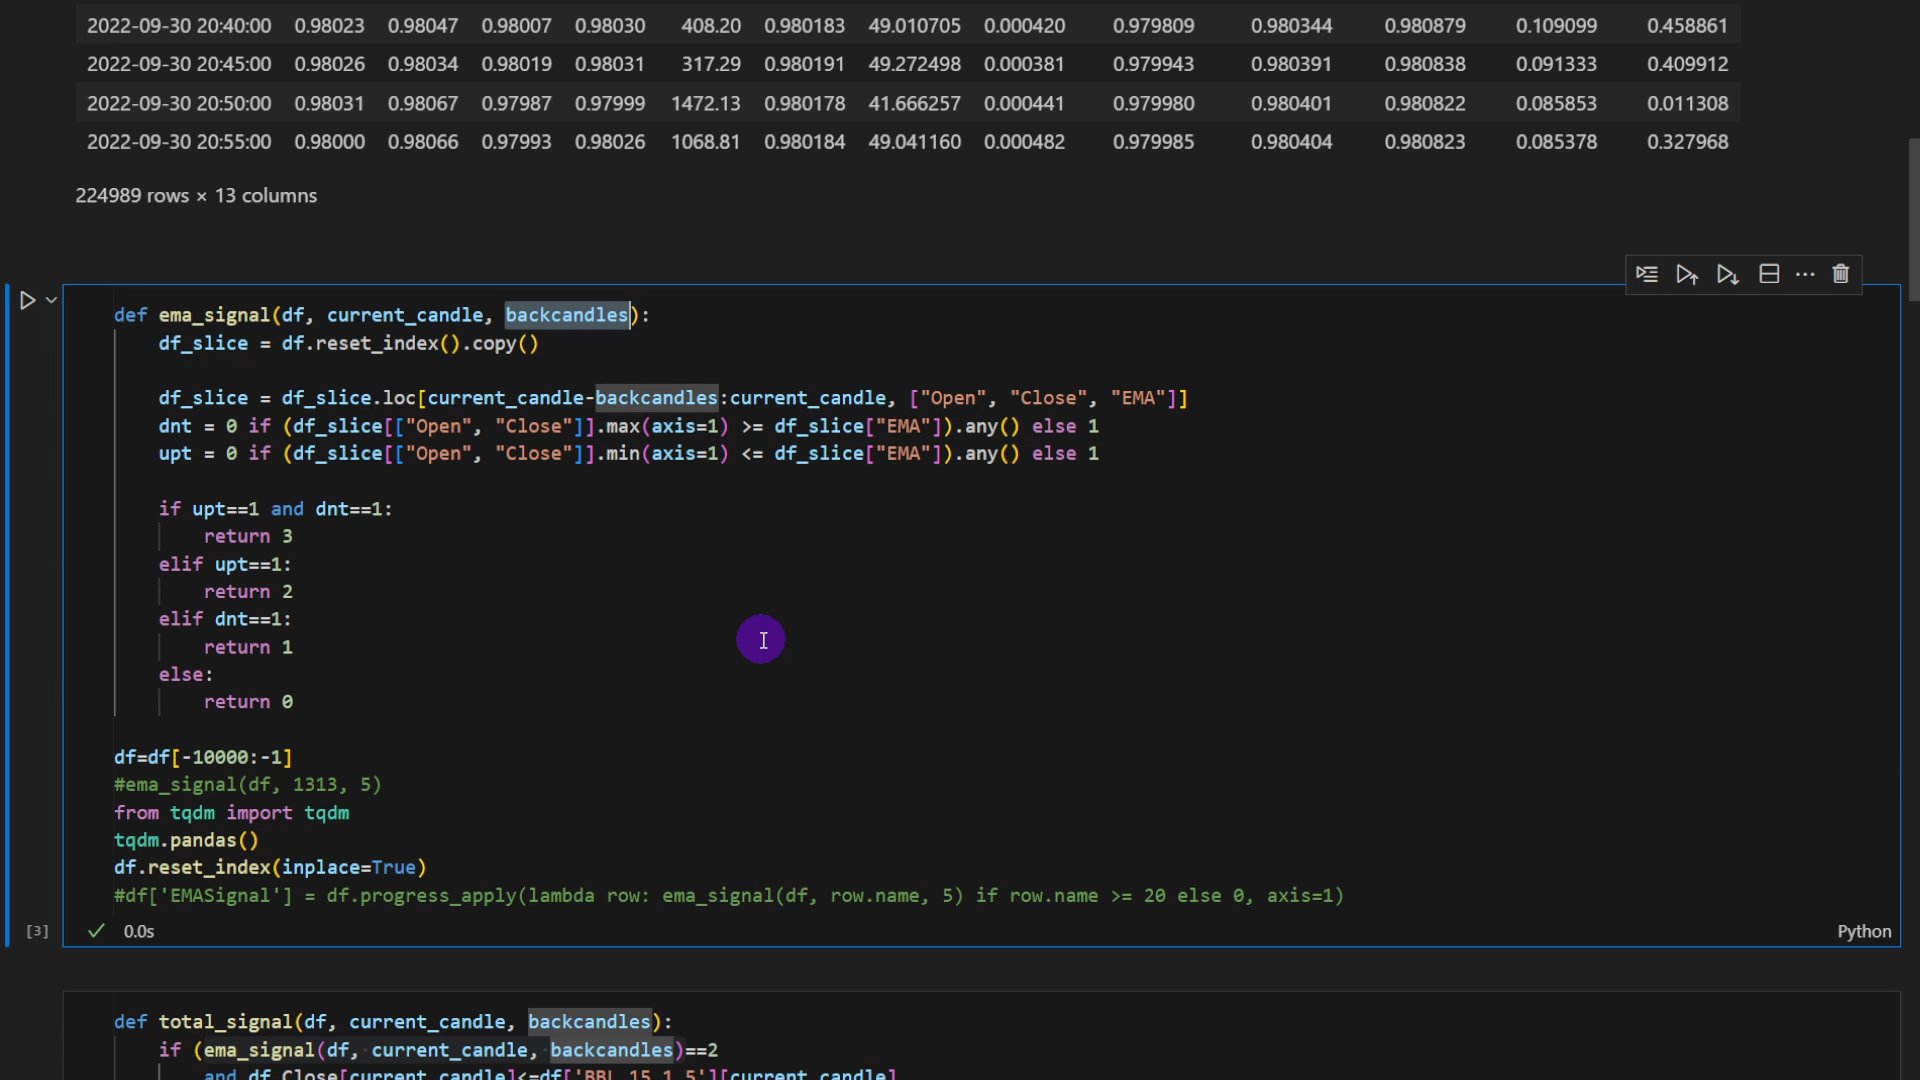 2022-09-30 20:40:00 0.98023 0.98047 0.98007 0.98030 408.20 0.980183 49.010705 0.000420 0.979809 0.980344 0.980879 0.109099 0.458861
2022-09-30 20:45:00 0.98026 0.98034 0.98019 0.98031 317.29 0.980191 49.272498 0.000381 0.979943 0.980391 0.980838 0.091333 0.409912
2022-09-30 20:50:00 0.98031 0.98067 0.97987 0.97999 1472.13 0.980178 41.666257 0.000441 0.979980 0.980401 0.980822 0.085853 0.011308
2022-09-30 20:55:00 0.98000 0.98066 0.97993 0.98026 1068.81 0.980184 49.041160 0.000482 0.979985 0.980404 0.980823 0.085378 0.327968
224989 rows × 13 columns
def ema_signal(df, current_candle, backcandles):
    df_slice = df.reset_index().copy()
    df_slice = df_slice.loc[current_candle-backcandles:current_candle, ["Open", "Close", "EMA"]]
    dnt = 0 if (df_slice[["Open", "Close"]].max(axis=1) >= df_slice["EMA"]).any() else 1
    upt = 0 if (df_slice[["Open", "Close"]].min(axis=1) <= df_slice["EMA"]).any() else 1
    if upt==1 and dnt==1:
        return 3
    elif upt==1:
        return 2
    elif dnt==1:
        return 1
    else:
        return 0
df=df[-10000:-1]
#ema_signal(df, 1313, 5)
from tqdm import tqdm
tqdm.pandas()
df.reset_index(inplace=True)
#df['EMASignal'] = df.progress_apply(lambda row: ema_signal(df, row.name, 5) if row.name >= 20 else 0, axis=1)
[3] 0.0s Python
def total_signal(df, current_candle, backcandles):
    if (ema_signal(df, current_candle, backcandles)==2
        and df.Close[current_candle]<=df['BBL_15_1.5'][current_candle]